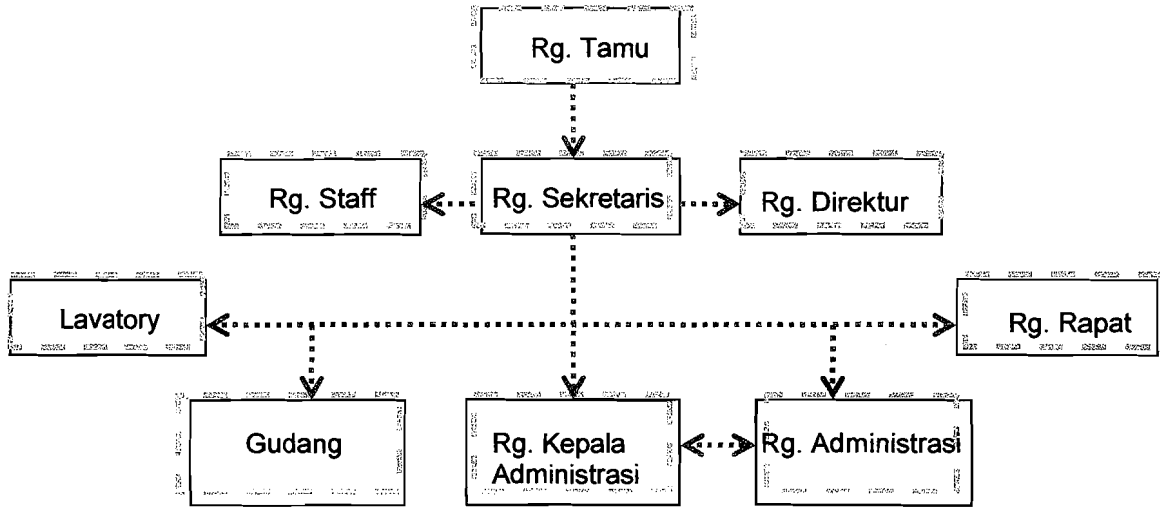 Rg. Tamu
Rg. Staff
Rg. Sekretaris
Rg. Direktur
Lavatory
Rg. Rapat
Gudang
Rg. Kepala
Administrasi
Rg. Administrasi